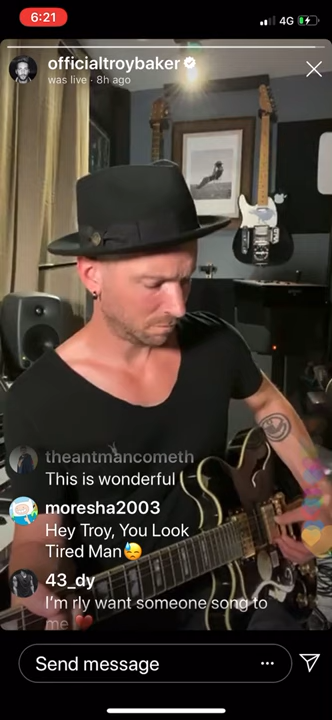 6:21
4G
officialtroybaker
was live · 8h ago
theantmancometh
This is wonderful
moresha2003
Hey Troy, You Look
Tired Man😓
43_dy
I'm rly want someone song to
me ❤️
Send message